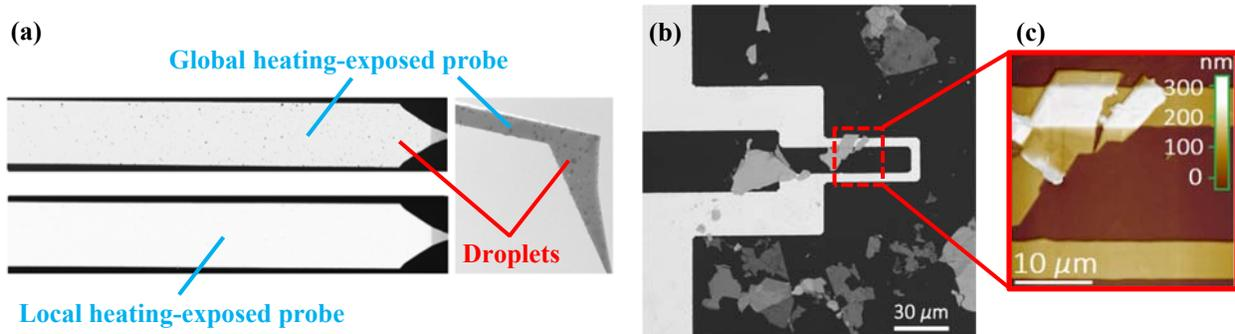 (a)
Global heating-exposed probe
Droplets
Local heating-exposed probe
(b)
30 μm
(c)
nm
300
200
100
0
10 μm